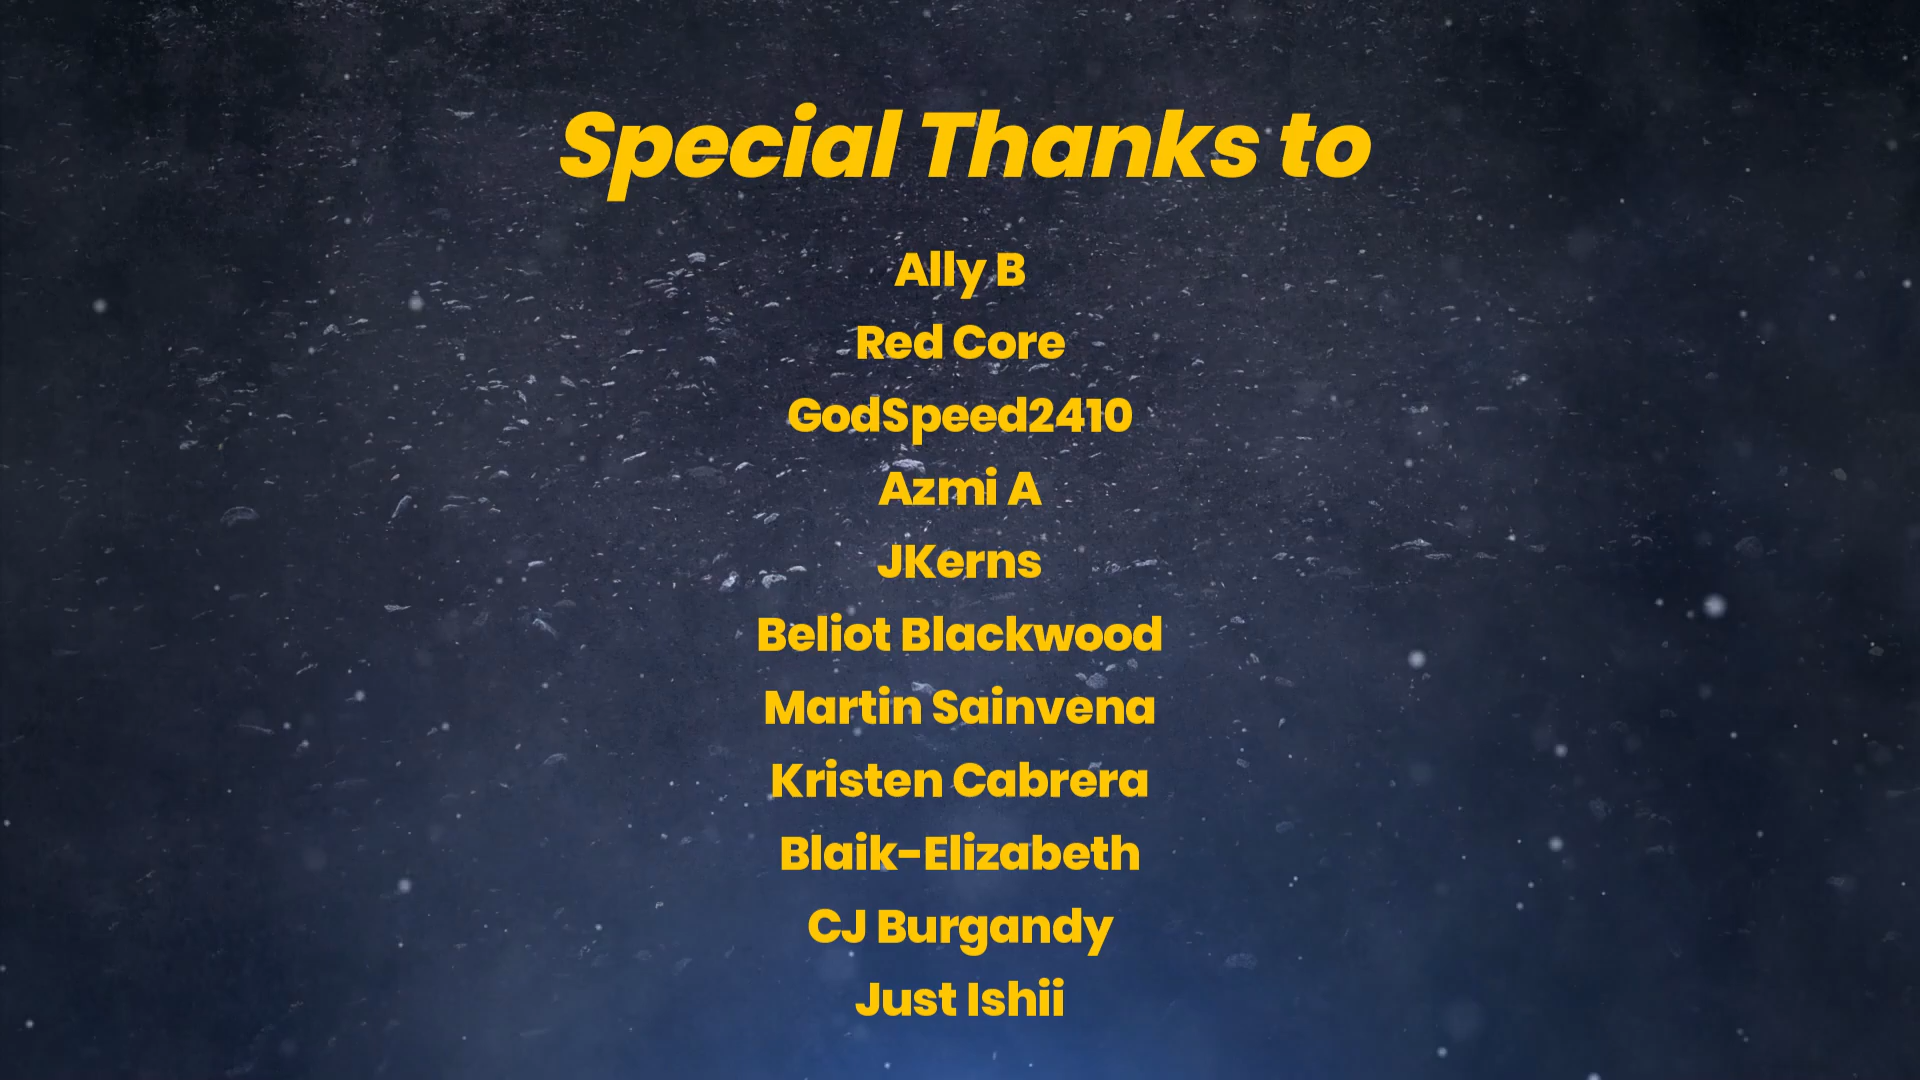 Special Thanks to
Ally B
Red Core
GodSpeed2410
Azmi A
JKerns
Beliot Blackwood
Martin Sainvena
Kristen Cabrera
Blaik-Elizabeth
CJ Burgandy
Just Ishii